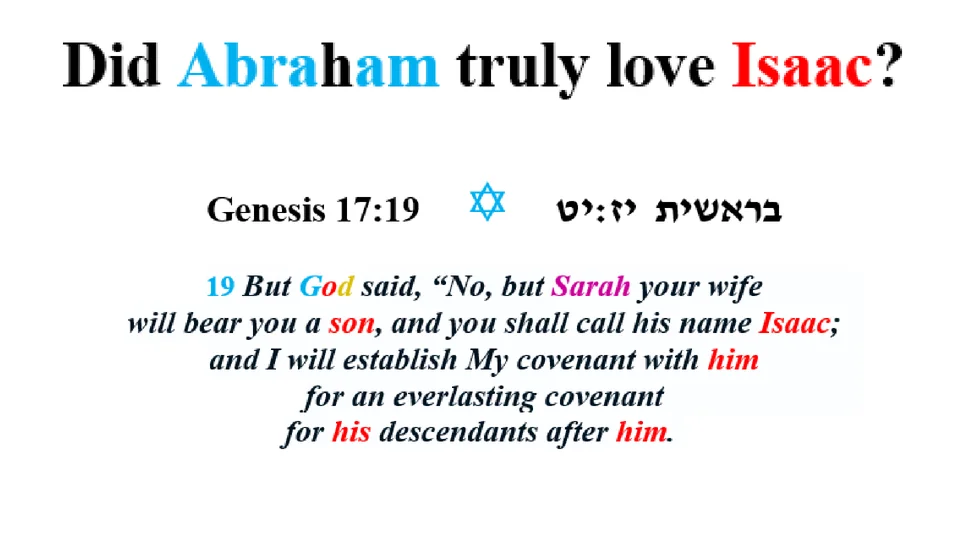 Did Abraham truly love Isaac?
Genesis 17:19 ✡ בראשית יז:יט
19 But God said, “No, but Sarah your wife
will bear you a son, and you shall call his name Isaac;
and I will establish My covenant with him
for an everlasting covenant
for his descendants after him.